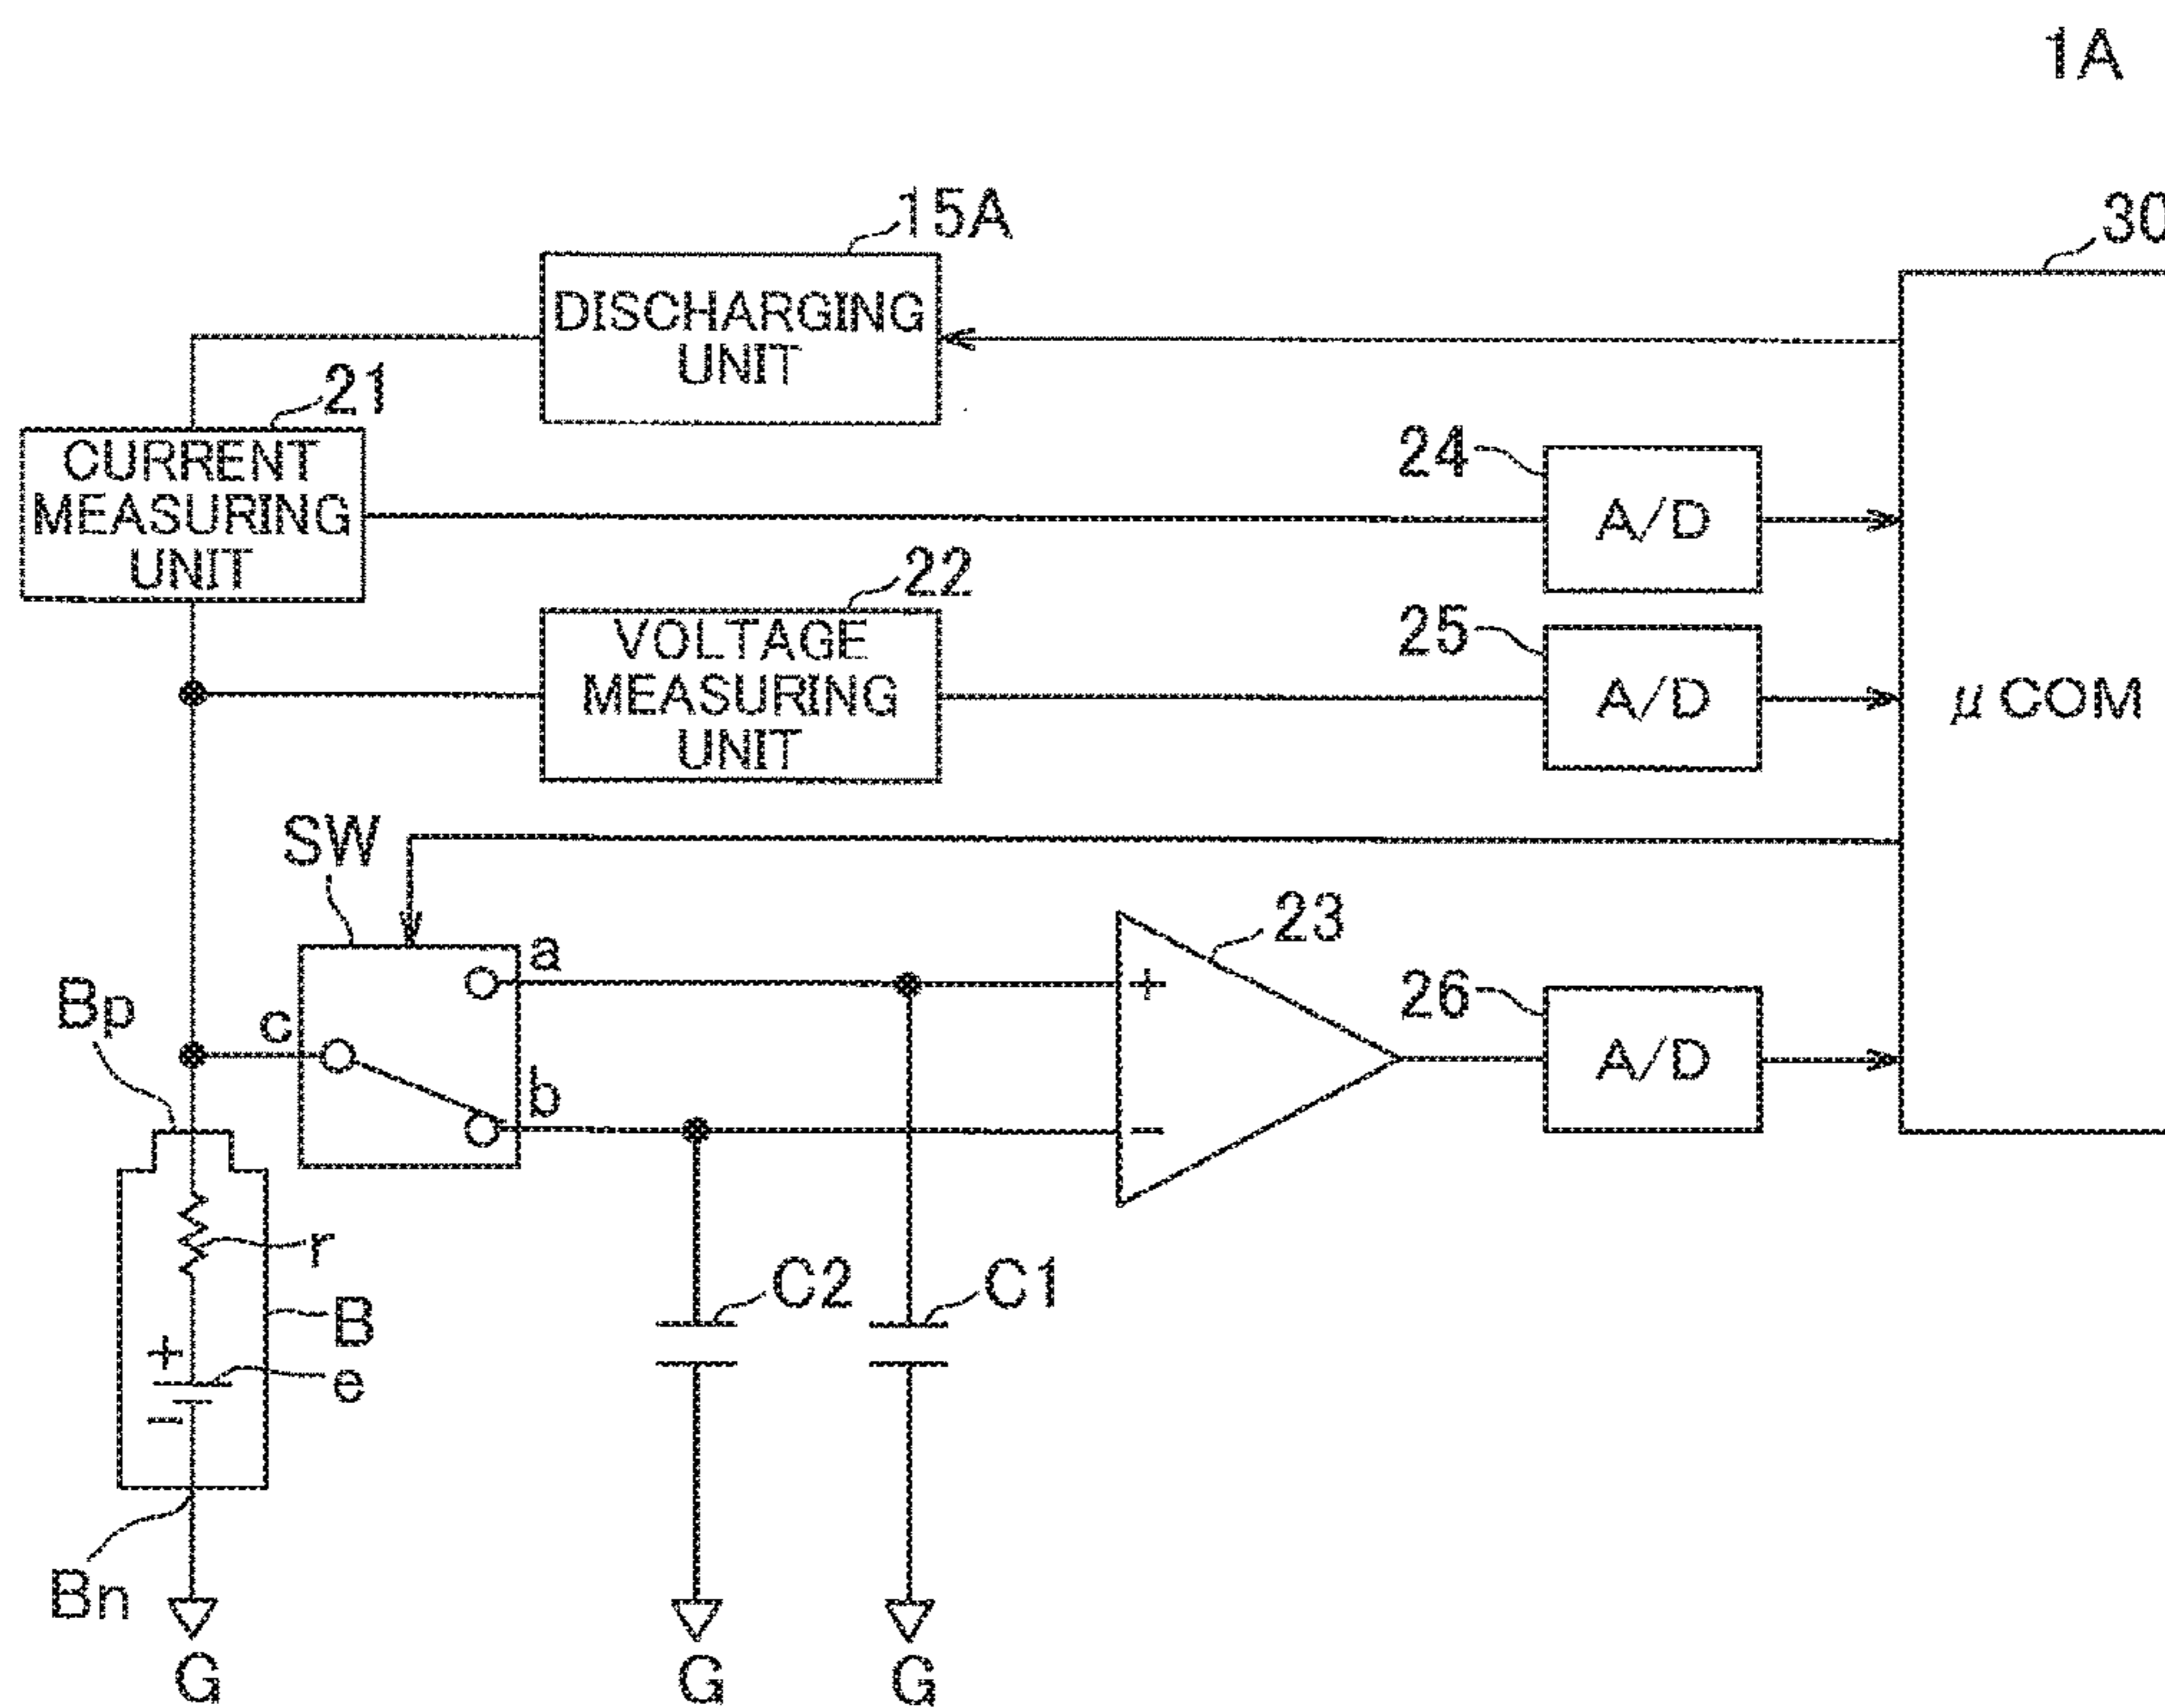 1A
15A
30
DISCHARGING
UNIT
21
CURRENT
MEASURING
UNIT
24
A/D
22
VOLTAGE
MEASURING
UNIT
25
A/D
μCOM
SW
a
c
b
23
+
−
26
A/D
Bp
r
B
+
e
−
C2
C1
Bn
G
G
G